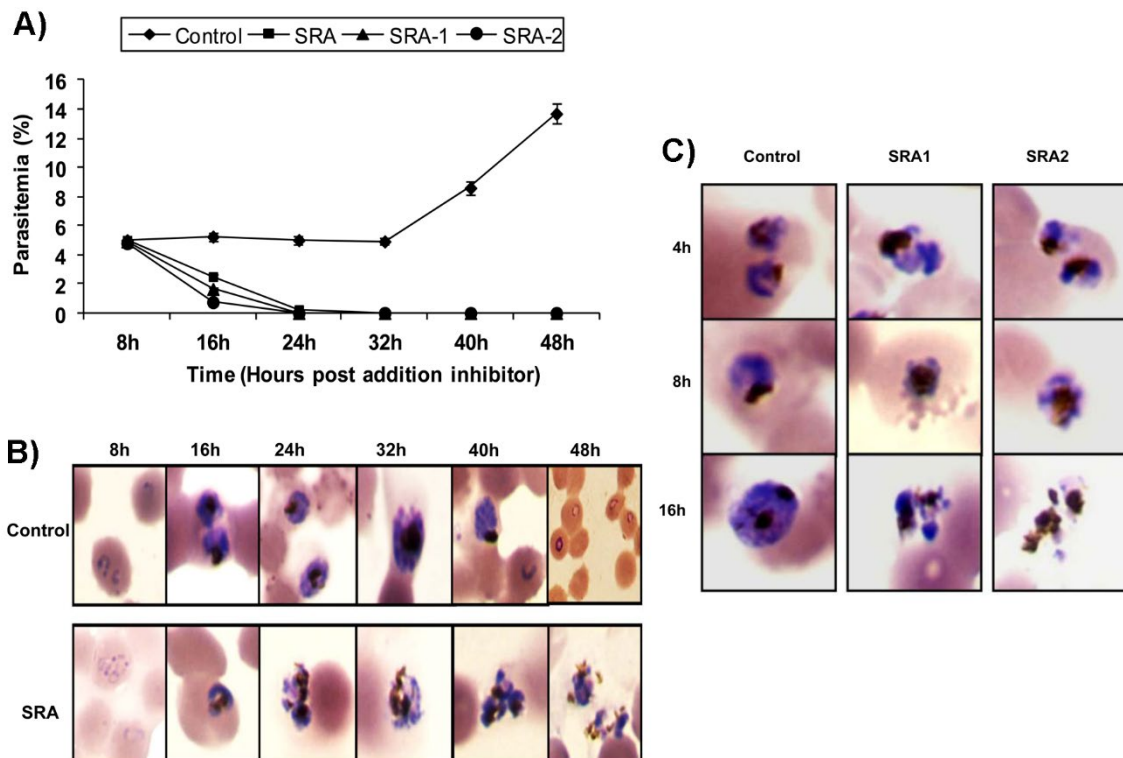 A)
Control SRA SRA-1 SRA-2
Parasitemia (%)
16
14
12
10
8
6
4
2
0
8h 16h 24h 32h 40h 48h
Time (Hours post addition inhibitor)
B)
8h 16h 24h 32h 40h 48h
Control
SRA
C)
Control SRA1 SRA2
4h
8h
16h